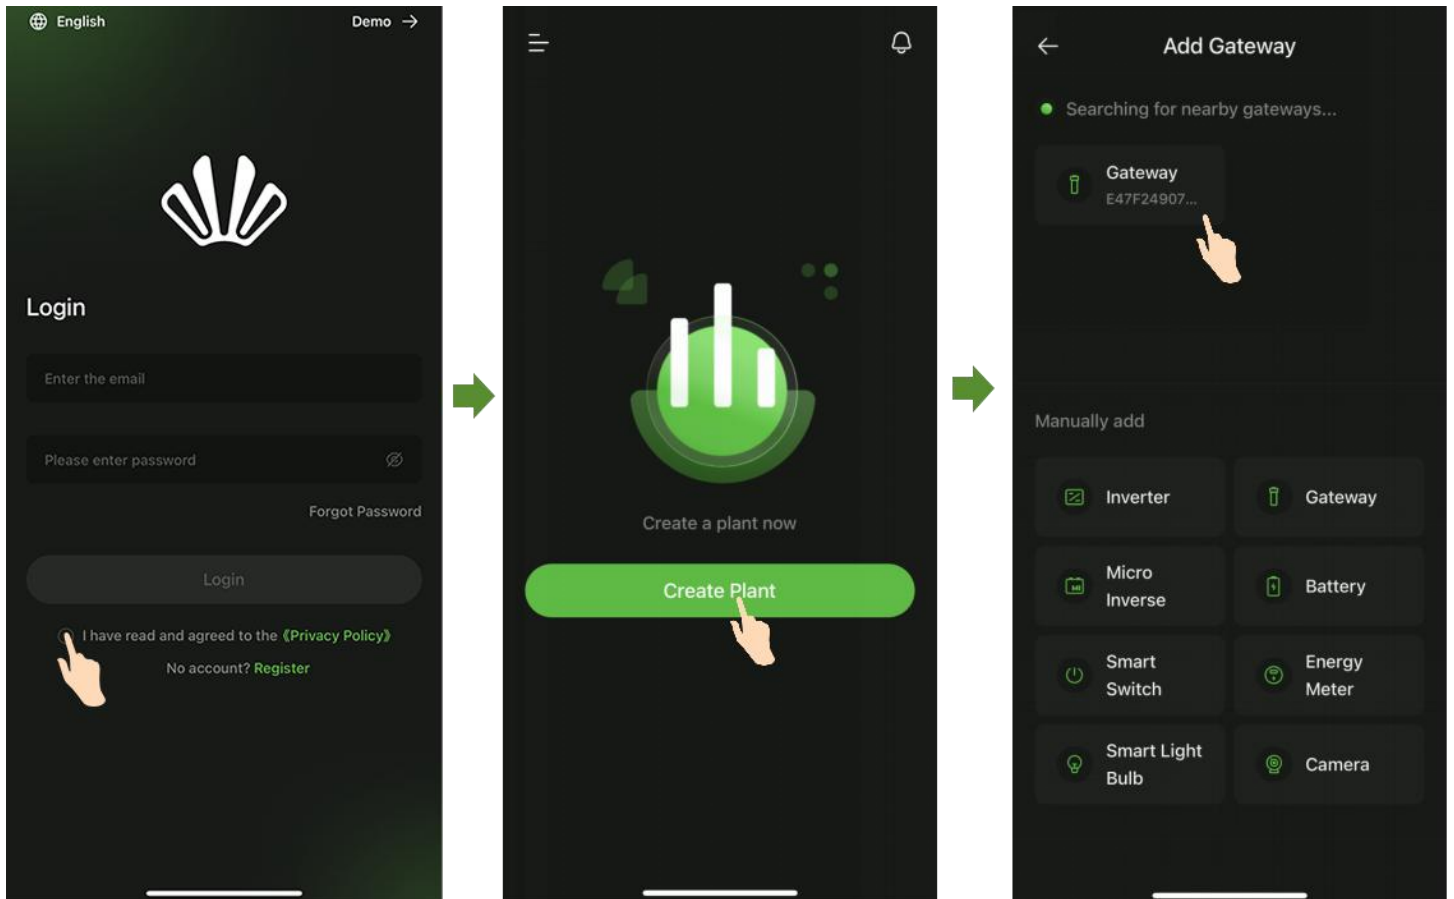 English
Demo
Login
Enter the email
Please enter password
Forgot Password
Login
I have read and agreed to the 《Privacy Policy》
No account? Register
Create a plant now
Create Plant
Add Gateway
Searching for nearby gateways...
Gateway
E47F24907...
Manually add
Inverter
Gateway
Micro
Inverse
Battery
Smart
Switch
Energy
Meter
Smart Light
Bulb
Camera